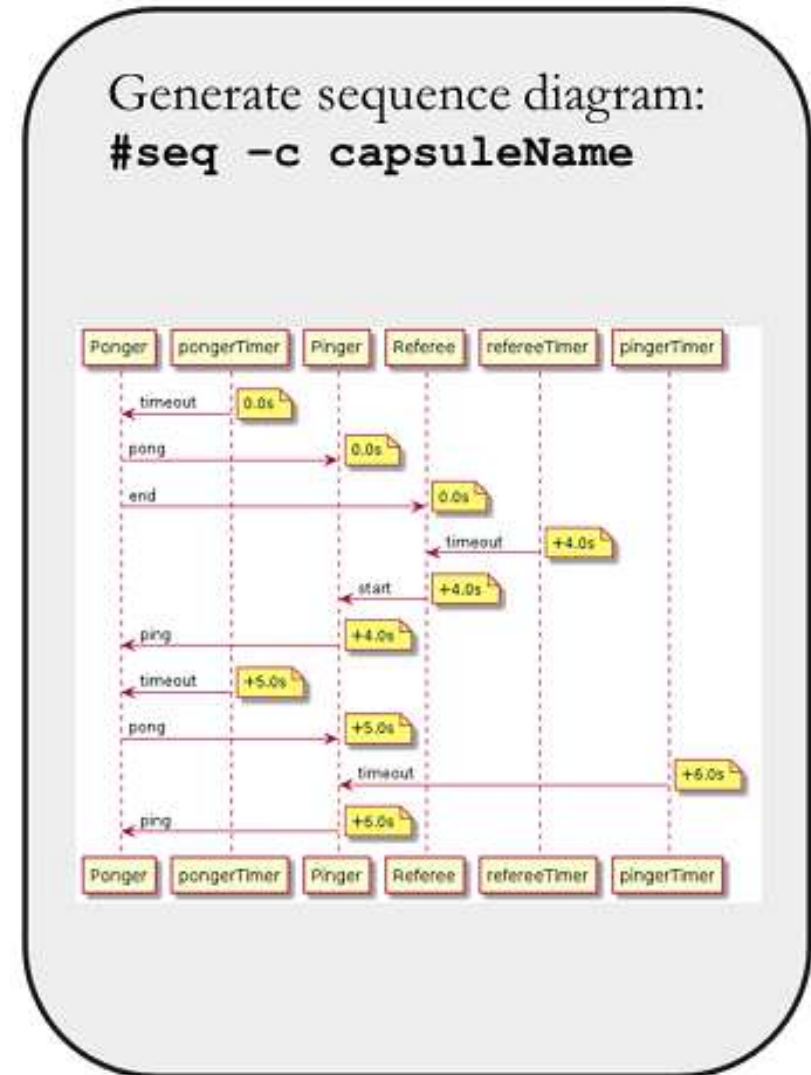 Generate sequence diagram:
#seq –c capsuleName
Ponger pongerTimer Pinger Referee refereeTimer pingerTimer
timeout 0.0s
pong 0.0s
end 0.0s
timeout +4.0s
start +4.0s
ping +4.0s
timeout +5.0s
pong +5.0s
timeout +6.0s
ping +6.0s
Ponger pongerTimer Pinger Referee refereeTimer pingerTimer